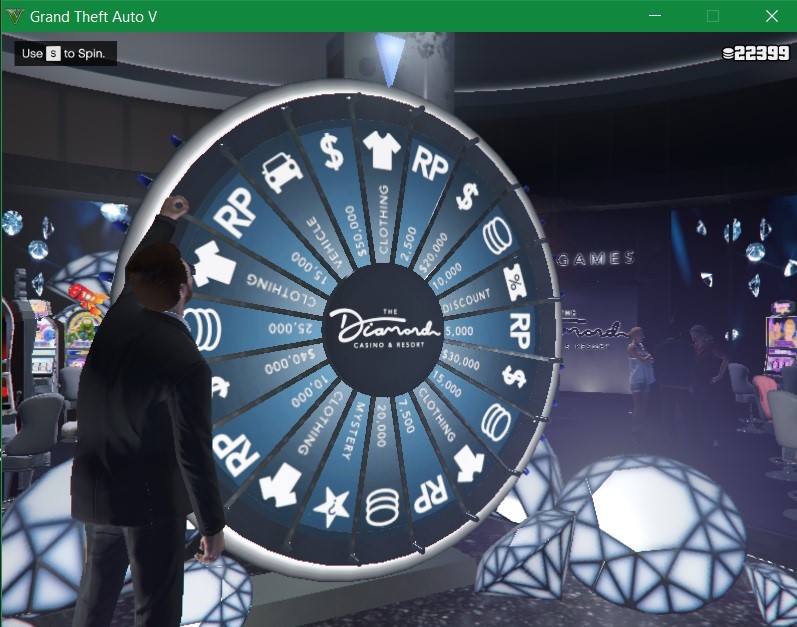 Grand Theft Auto V
Use S to Spin.
22399
CLOTHING
RP 2,500
$ $20,000
10,000
% DISCOUNT
RP 5,000
$ $30,000
15,000
CLOTHING
RP 7,500
20,000
? MYSTERY
CLOTHING
RP 10,000
$ $40,000
25,000
CLOTHING
RP 15,000
VEHICLE
$ $50,000
THE
Diamond
CASINO & RESORT
GAMES